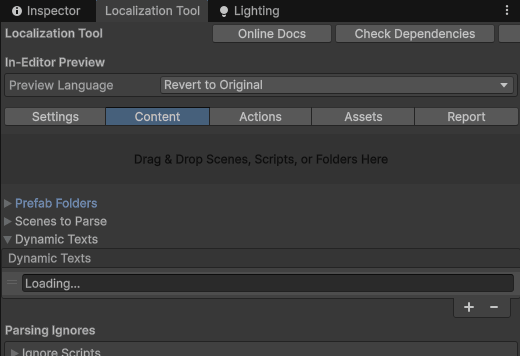 Inspector Localization Tool Lighting
Localization Tool Online Docs Check Dependencies
In-Editor Preview
Preview Language Revert to Original
Settings Content Actions Assets Report
Drag & Drop Scenes, Scripts, or Folders Here
Prefab Folders
Scenes to Parse
Dynamic Texts
Dynamic Texts
Loading...
Parsing Ignores
Ignore Scripts